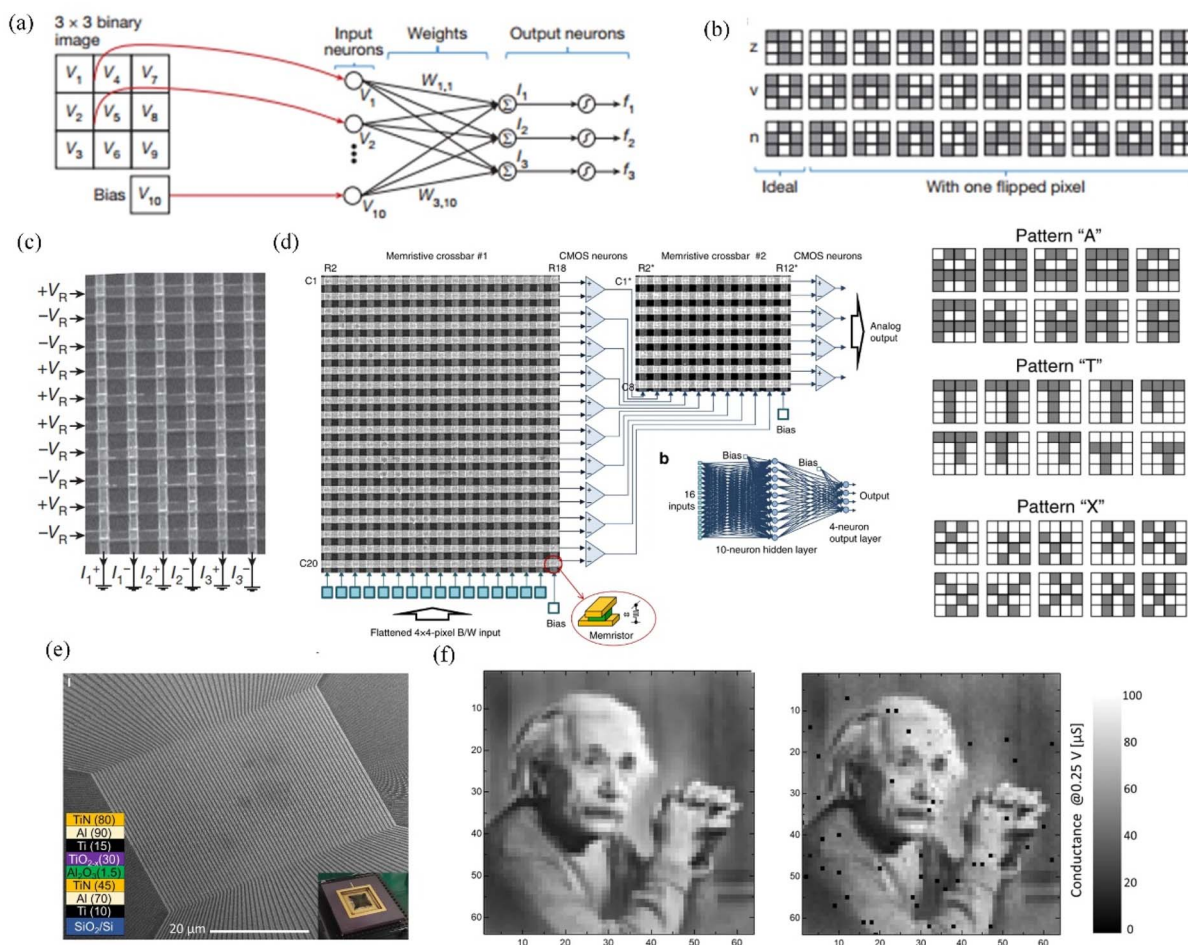 (a)
3 × 3 binary
image
V1 V4 V7
V2 V5 V8
V3 V6 V9
Bias V10
Input
neurons
Weights
Output neurons
V1
V2
V10
W1,1
W3,10
I1
I2
I3
f1
f2
f3
(b)
z
v
n
Ideal
With one flipped pixel
(c)
+VR
−VR
−VR
+VR
+VR
+VR
−VR
−VR
+VR
+VR
−VR
I1+ I1− I2+ I2− I3+ I3−
(d)
R2 Memristive crossbar #1 R18
CMOS neurons
R2* Memristive crossbar #2 R12*
CMOS neurons
C1
C20
C1*
C8
Analog
output
Bias
Flattened 4×4-pixel B/W input
Bias
Memristor
b
Bias
Bias
16
inputs
Output
4-neuron
output layer
10-neuron hidden layer
Pattern “A”
Pattern “T”
Pattern “X”
(e)
TiN (80)
Al (90)
Ti (15)
TiO2-x(30)
Al2O3(1.5)
TiN (45)
Al (70)
Ti (10)
SiO2/Si
20 μm
(f)
10
20
30
40
50
60
10 20 30 40 50 60
10
20
30
40
50
60
10 20 30 40 50 60
100
80
60
40
20
0
Conductance @0.25 V [μS]